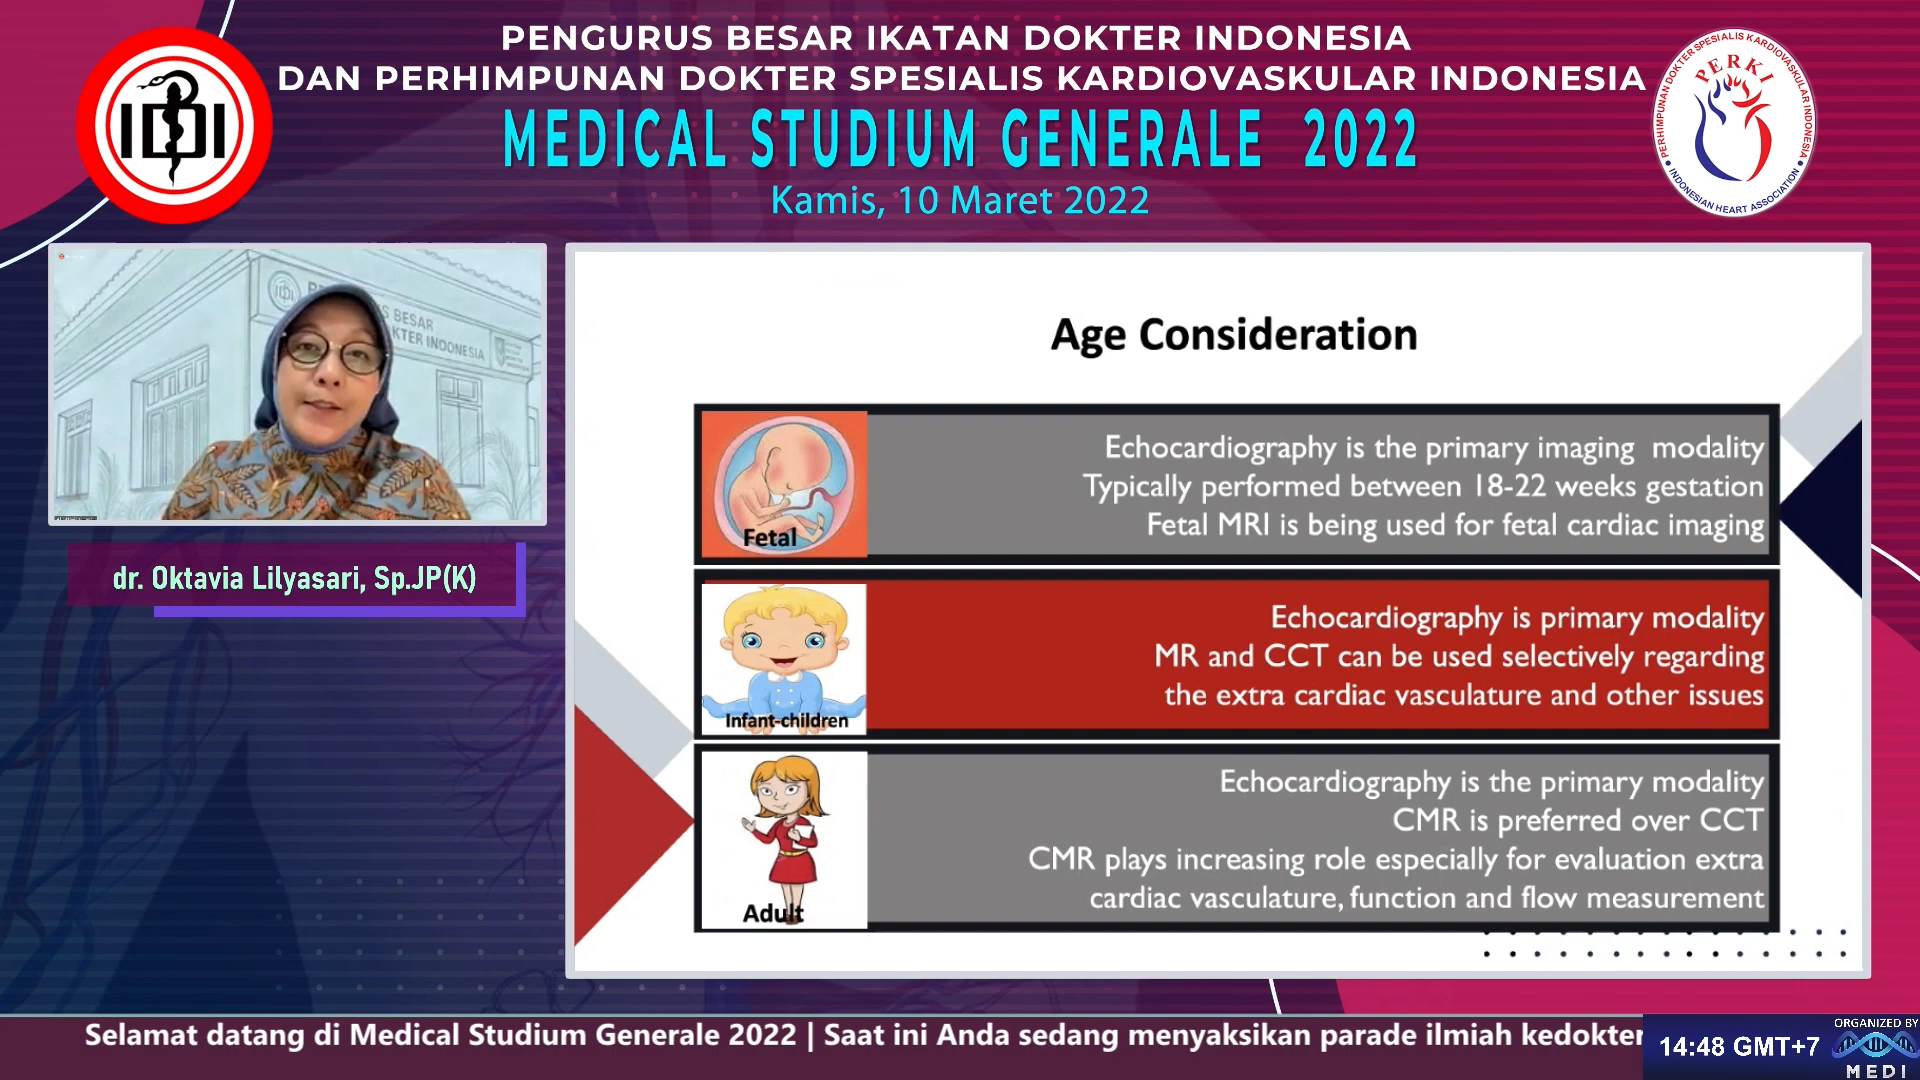 PENGURUS BESAR IKATAN DOKTER INDONESIA
DAN PERHIMPUNAN DOKTER SPESIALIS KARDIOVASKULAR INDONESIA
MEDICAL STUDIUM GENERALE 2022
Kamis, 10 Maret 2022
IDI
PERHIMPUNAN DOKTER SPESIALIS KARDIOVASKULAR INDONESIA
PERKI
INDONESIAN HEART ASSOCIATION
IDI
S BESAR
KTER INDONESIA
dr. Oktavia Lilyasari, Sp.JP(K)
Age Consideration
Fetal
Echocardiography is the primary imaging modality
Typically performed between 18-22 weeks gestation
Fetal MRI is being used for fetal cardiac imaging
Infant-children
Echocardiography is primary modality
MR and CCT can be used selectively regarding
the extra cardiac vasculature and other issues
Adult
Echocardiography is the primary modality
CMR is preferred over CCT
CMR plays increasing role especially for evaluation extra
cardiac vasculature, function and flow measurement
Selamat datang di Medical Studium Generale 2022 | Saat ini Anda sedang menyaksikan parade ilmiah kedokter
14:48 GMT+7
ORGANIZED BY
MEDI